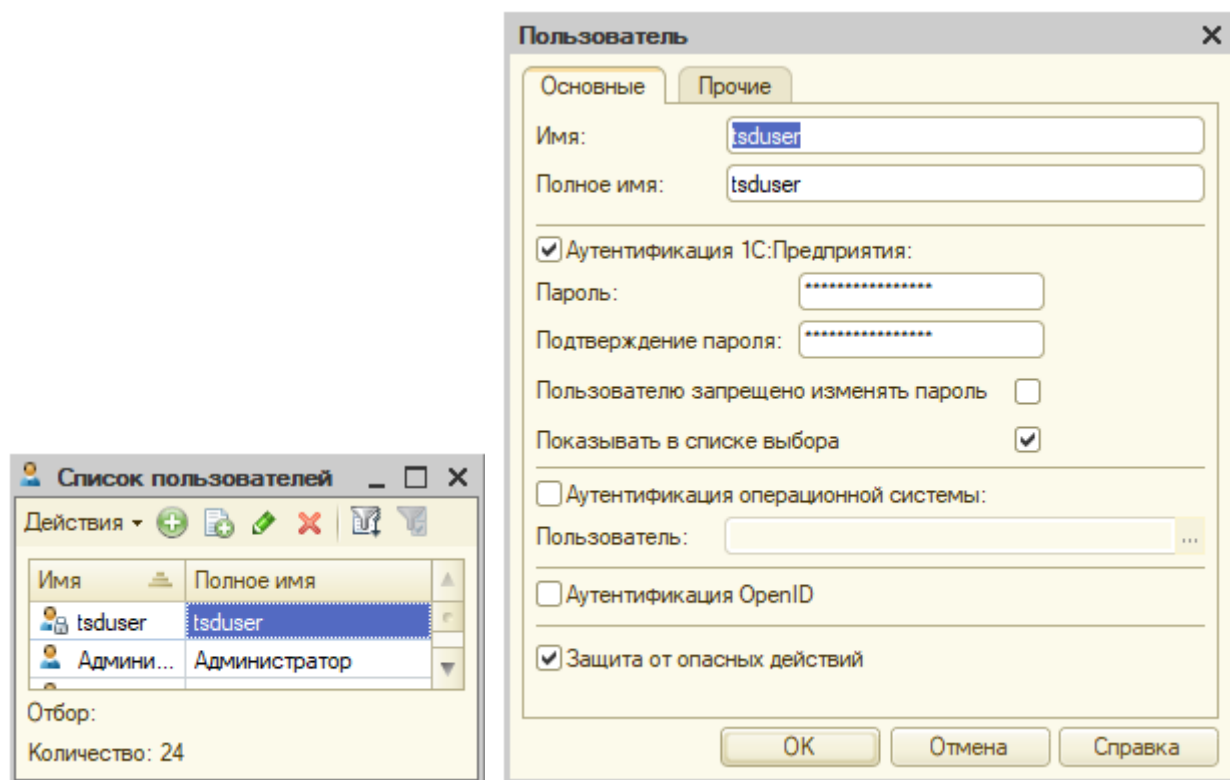 Пользователь
Основные Прочие
Имя: tsduser
Полное имя: tsduser
Аутентификация 1С:Предприятия:
Пароль: ****************
Подтверждение пароля: ****************
Пользователю запрещено изменять пароль
Показывать в списке выбора
Аутентификация операционной системы:
Пользователь: ...
Аутентификация OpenID
Защита от опасных действий
OK Отмена Справка
Список пользователей
Действия
Имя Полное имя
tsduser tsduser
Админи... Администратор
Отбор:
Количество: 24